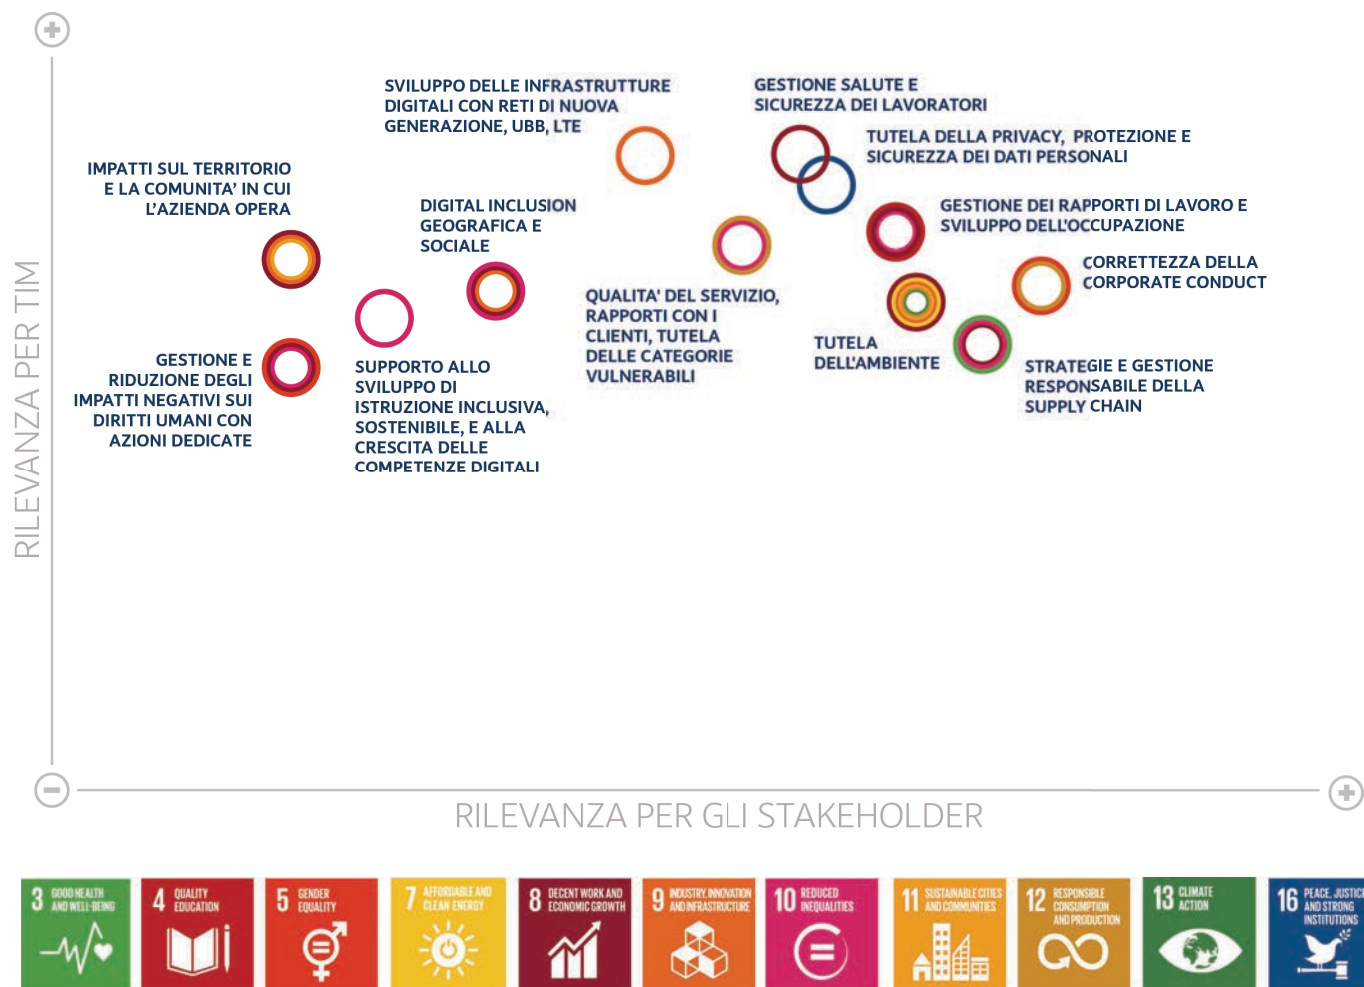 SVILUPPO DELLE INFRASTRUTTURE
DIGITALI CON RETI DI NUOVA
GENERAZIONE, UBB, LTE
GESTIONE SALUTE E
SICUREZZA DEI LAVORATORI
TUTELA DELLA PRIVACY, PROTEZIONE E
SICUREZZA DEI DATI PERSONALI
IMPATTI SUL TERRITORIO
E LA COMUNITA' IN CUI
L'AZIENDA OPERA
DIGITAL INCLUSION
GEOGRAFICA E
SOCIALE
GESTIONE DEI RAPPORTI DI LAVORO E
SVILUPPO DELL'OCCUPAZIONE
CORRETTEZZA DELLA
CORPORATE CONDUCT
QUALITA' DEL SERVIZIO,
RAPPORTI CON I
CLIENTI, TUTELA
DELLE CATEGORIE
VULNERABILI
TUTELA
DELL'AMBIENTE
GESTIONE E
RIDUZIONE DEGLI
IMPATTI NEGATIVI SUI
DIRITTI UMANI CON
AZIONI DEDICATE
SUPPORTO ALLO
SVILUPPO DI
ISTRUZIONE INCLUSIVA,
SOSTENIBILE, E ALLA
CRESCITA DELLE
COMPETENZE DIGITALI
STRATEGIE E GESTIONE
RESPONSABILE DELLA
SUPPLY CHAIN
RILEVANZA PER TIM
RILEVANZA PER GLI STAKEHOLDER
3 GOOD HEALTH
AND WELL-BEING
4 QUALITY
EDUCATION
5 GENDER
EQUALITY
7 AFFORDABLE AND
CLEAN ENERGY
8 DECENT WORK AND
ECONOMIC GROWTH
9 INDUSTRY, INNOVATION
AND INFRASTRUCTURE
10 REDUCED
INEQUALITIES
11 SUSTAINABLE CITIES
AND COMMUNITIES
12 RESPONSIBLE
CONSUMPTION
AND PRODUCTION
13 CLIMATE
ACTION
16 PEACE, JUSTICE
AND STRONG
INSTITUTIONS